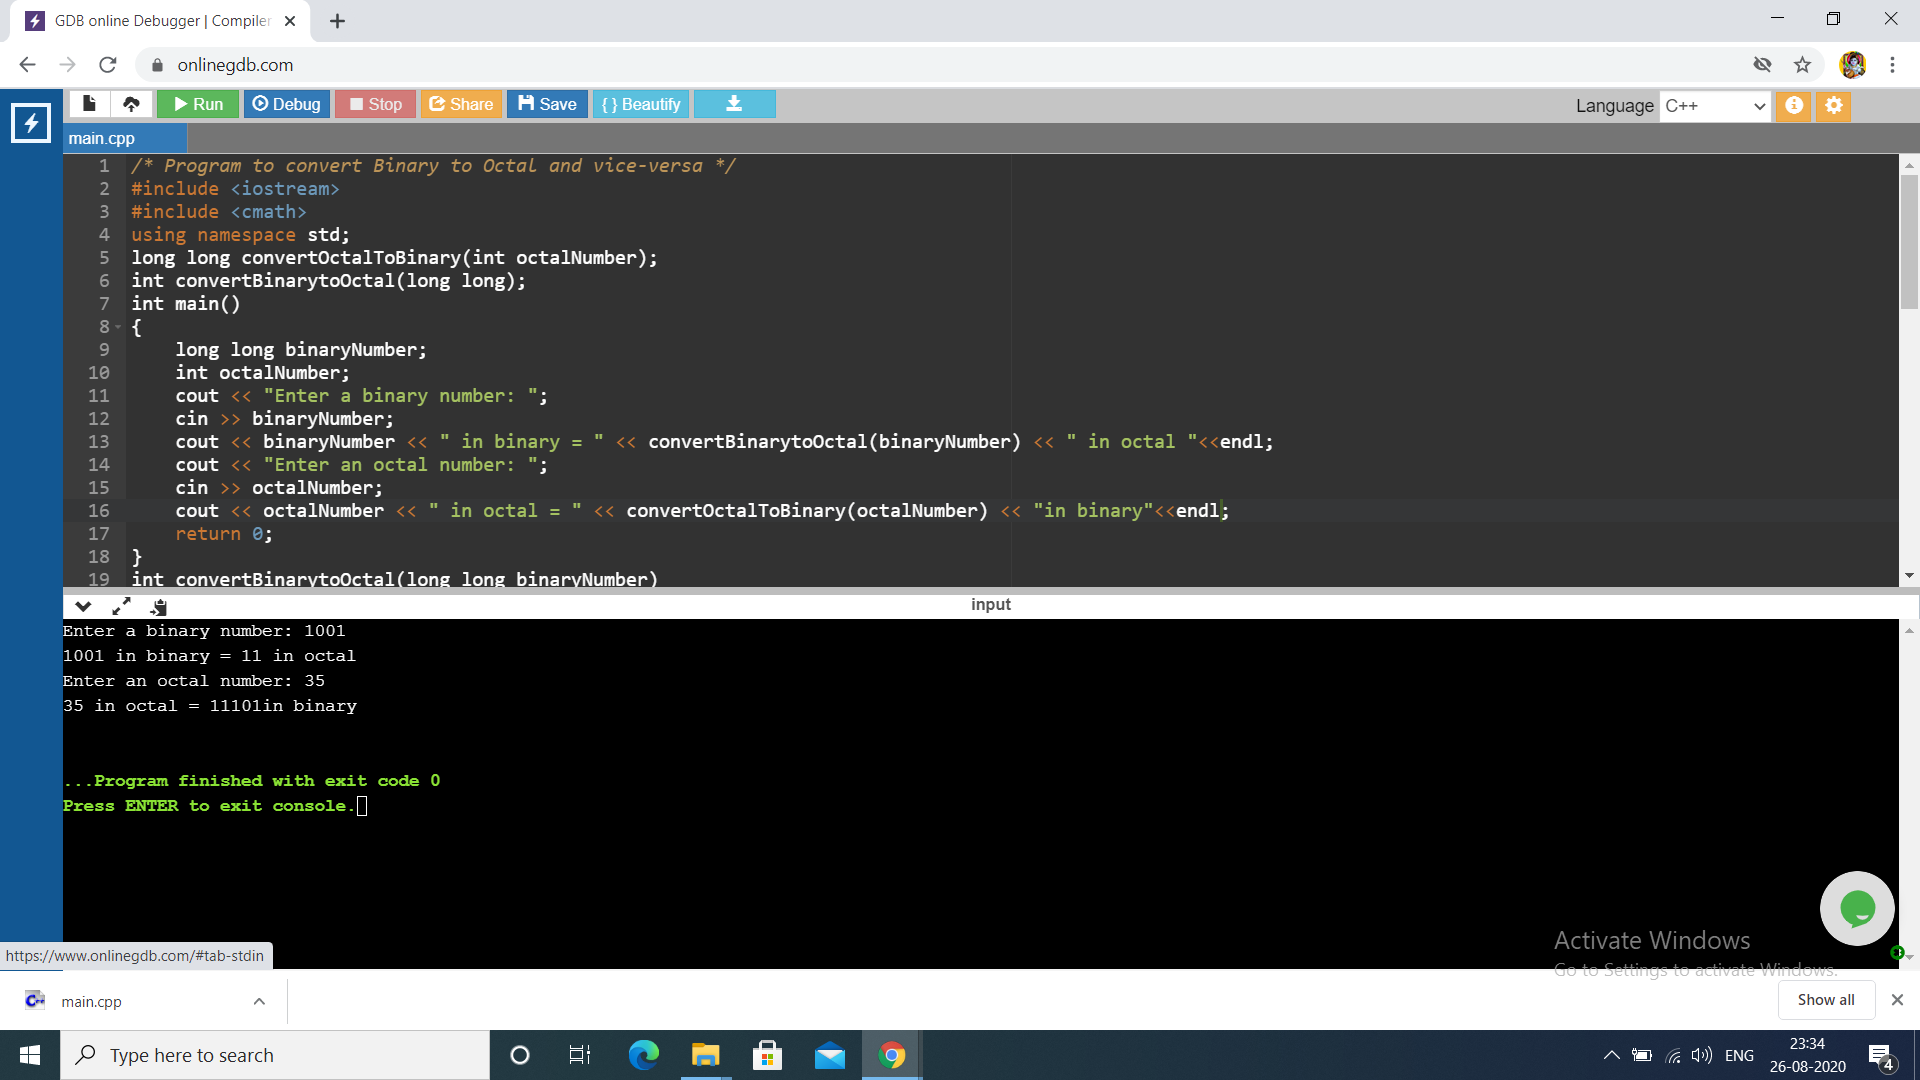 GDB online Debugger | Compiler
onlinegdb.com
Run Debug Stop Share Save { } Beautify
Language C++
main.cpp
1 /* Program to convert Binary to Octal and vice-versa */
2 #include <iostream>
3 #include <cmath>
4 using namespace std;
5 long long convertOctalToBinary(int octalNumber);
6 int convertBinarytoOctal(long long);
7 int main()
8 {
9 long long binaryNumber;
10 int octalNumber;
11 cout << "Enter a binary number: ";
12 cin >> binaryNumber;
13 cout << binaryNumber << " in binary = " << convertBinarytoOctal(binaryNumber) << " in octal "<<endl;
14 cout << "Enter an octal number: ";
15 cin >> octalNumber;
16 cout << octalNumber << " in octal = " << convertOctalToBinary(octalNumber) << "in binary"<<endl;
17 return 0;
18 }
19 int convertBinarytoOctal(long long binaryNumber)
input
Enter a binary number: 1001
1001 in binary = 11 in octal
Enter an octal number: 35
35 in octal = 11101in binary
...Program finished with exit code 0
Press ENTER to exit console.
Activate Windows
Go to Settings to activate Windows.
https://www.onlinegdb.com/#tab-stdin
main.cpp
Show all
Type here to search
ENG
23:34
26-08-2020
4